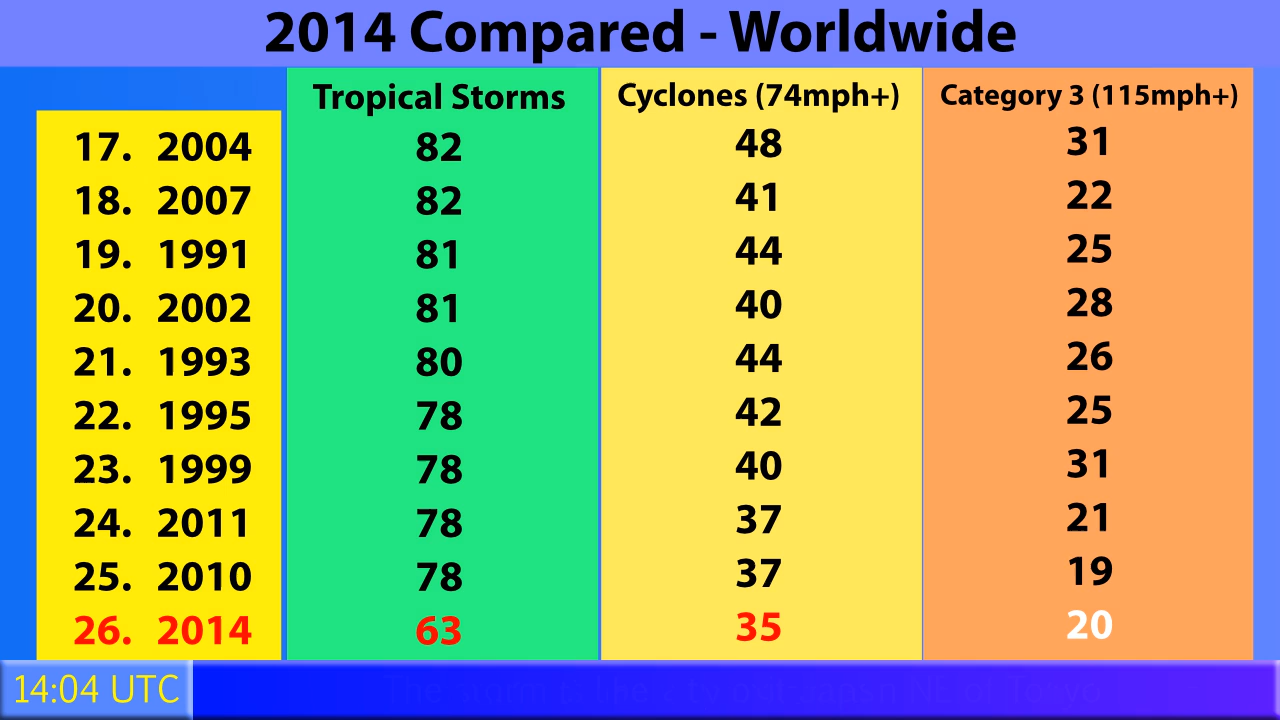 2014 Compared - Worldwide
Tropical Storms Cyclones (74mph+) Category 3 (115mph+)
17. 2004 82 48 31
18. 2007 82 41 22
19. 1991 81 44 25
20. 2002 81 40 28
21. 1993 80 44 26
22. 1995 78 42 25
23. 1999 78 40 31
24. 2011 78 37 21
25. 2010 78 37 19
26. 2014 63 35 20
14:04 UTC